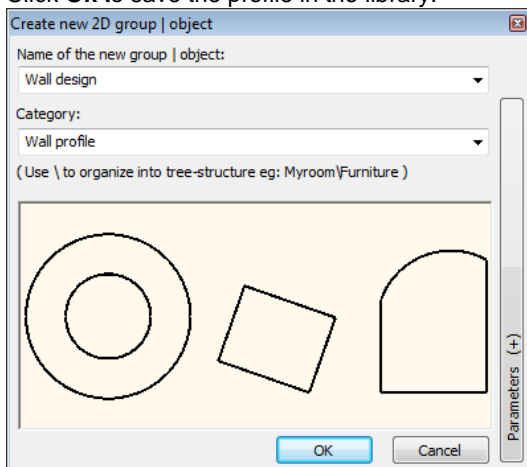 Click Ok to save the profile in the library.
Create new 2D group | object
Name of the new group | object:
Wall design
Category:
Wall profile
( Use \ to organize into tree-structure eg: Myroom\Furniture )
Parameters (+)
OK
Cancel